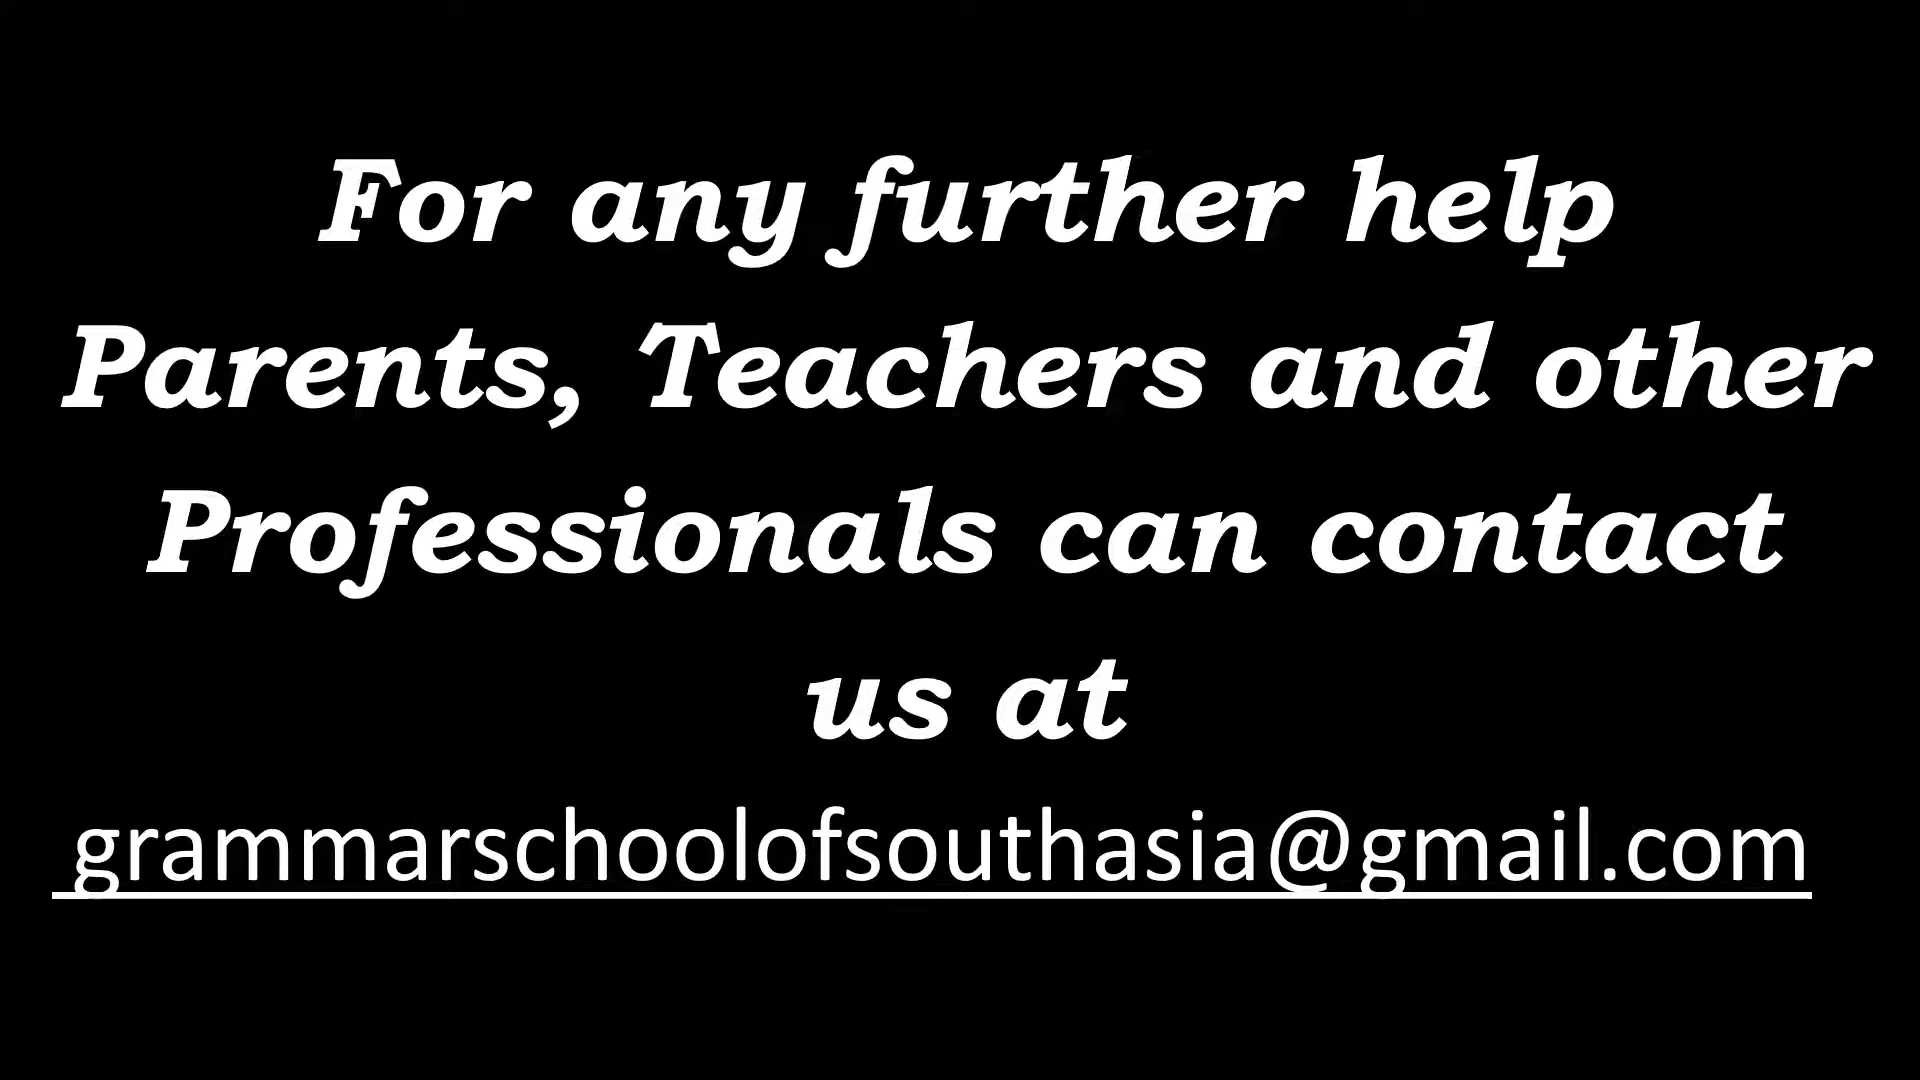 For any further help
Parents, Teachers and other
Professionals can contact
us at
grammarschoolofsouthasia@gmail.com